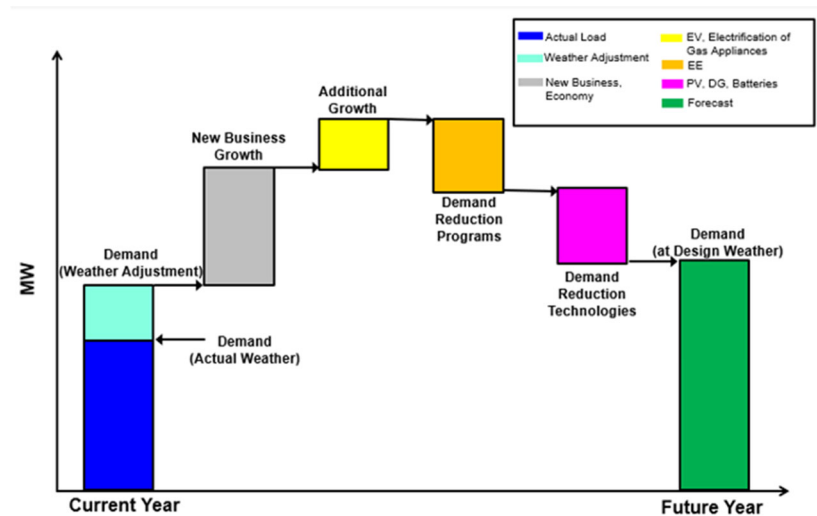 Actual Load
Weather Adjustment
New Business,
Economy
EV, Electrification of
Gas Appliances
EE
PV, DG, Batteries
Forecast
Additional
Growth
New Business
Growth
Demand
Reduction
Programs
Demand
(at Design Weather)
Demand
(Weather Adjustment)
Demand
Reduction
Technologies
MW
Demand
(Actual Weather)
Current Year
Future Year